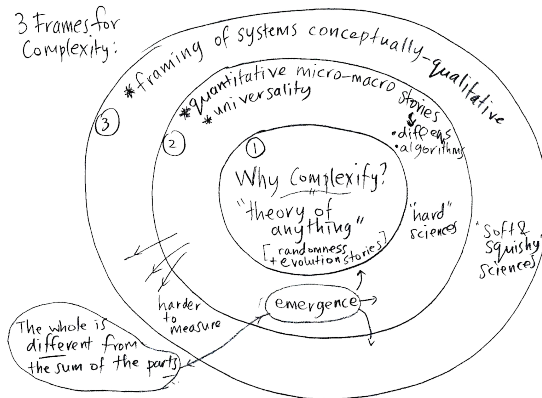 3 Frames for
Complexity:
*framing of systems conceptually-qualitative
3
*quantitative micro-macro stories
*universality
•diffeqs
•algorithms
2
1
Why Complexify?
"theory of
anything"
[randomness
+evolution stories]
"hard"
sciences
"Soft &
Squishy"
sciences
emergence
harder
to
measure
The whole is
different from
the sum of the parts